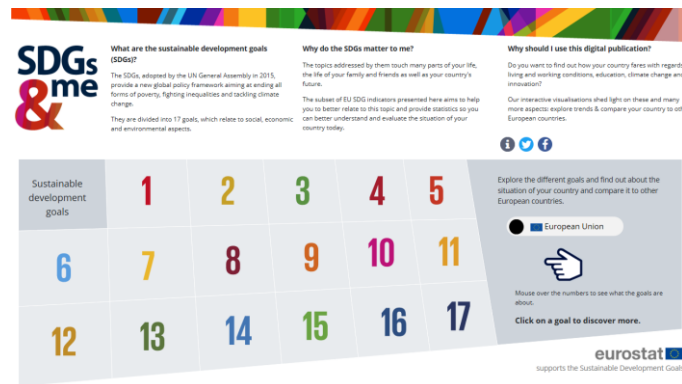 SDGs
& me
What are the sustainable development goals
(SDGs)?
The SDGs, adopted by the UN General Assembly in 2015,
provide a new global policy framework aiming at ending all
forms of poverty, fighting inequalities and tackling climate
change.
They are divided into 17 goals, which relate to social, economic
and environmental aspects.
Why do the SDGs matter to me?
The topics addressed by them touch many parts of your life,
the life of your family and friends as well as your country's
future.
The subset of EU SDG indicators presented here aims to help
you to better relate to this topic and provide statistics so you
can better understand and evaluate the situation of your
country today.
Why should I use this digital publication?
Do you want to find out how your country fares with regards
living and working conditions, education, climate change an
innovation?
Our interactive visualisations shed light on these and many
more aspects: explore trends & compare your country to ot
European countries.
Sustainable
development
goals
1
2
3
4
5
6
7
8
9
10
11
12
13
14
15
16
17
Explore the different goals and find out about the
situation of your country and compare it to other
European countries.
European Union
Mouse over the numbers to see what the goals are
about.
Click on a goal to discover more.
eurostat
supports the Sustainable Development Goals